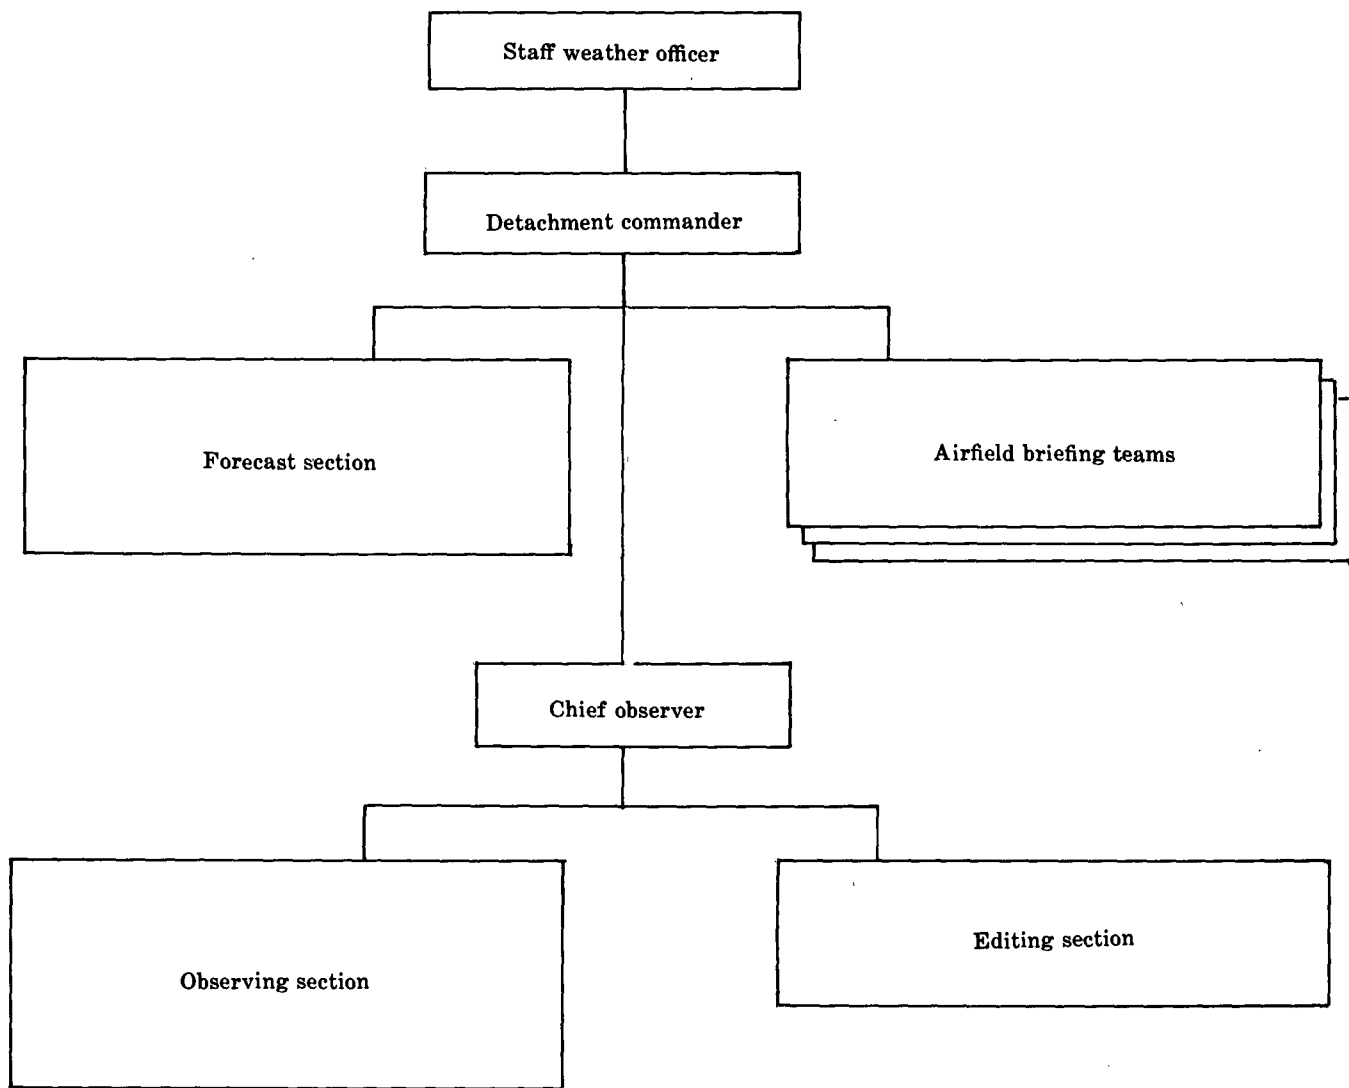 Staff weather officer
Detachment commander
Forecast section
Airfield briefing teams
Chief observer
Observing section
Editing section